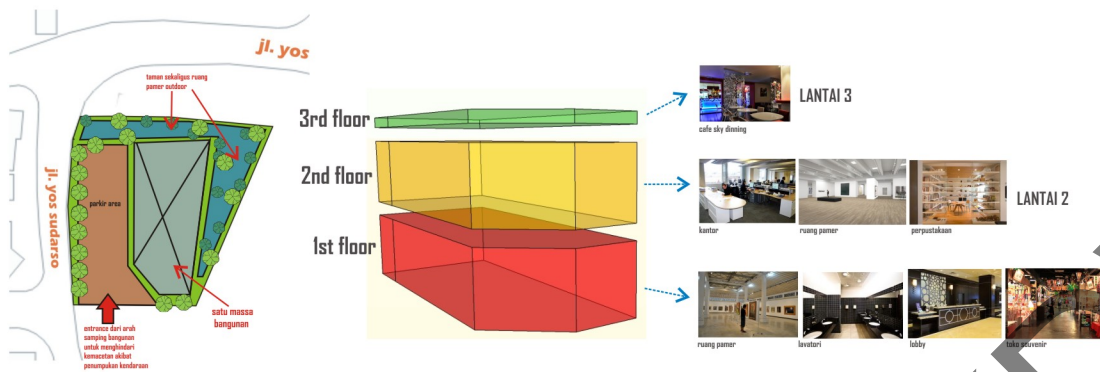 jl. yos
taman sekaligus ruang
pamer outdoor
jl. yos sudarso
parkir area
satu massa
bangunan
entrance dari arah
samping bangunan
untuk menghindari
kemacetan akibat
penumpukan kendaraan
3rd floor
2nd floor
1st floor
LANTAI 3
cafe sky dinning
LANTAI 2
kantor
ruang pamer
perpustakaan
ruang pamer
lavatori
lobby
toko souvenir